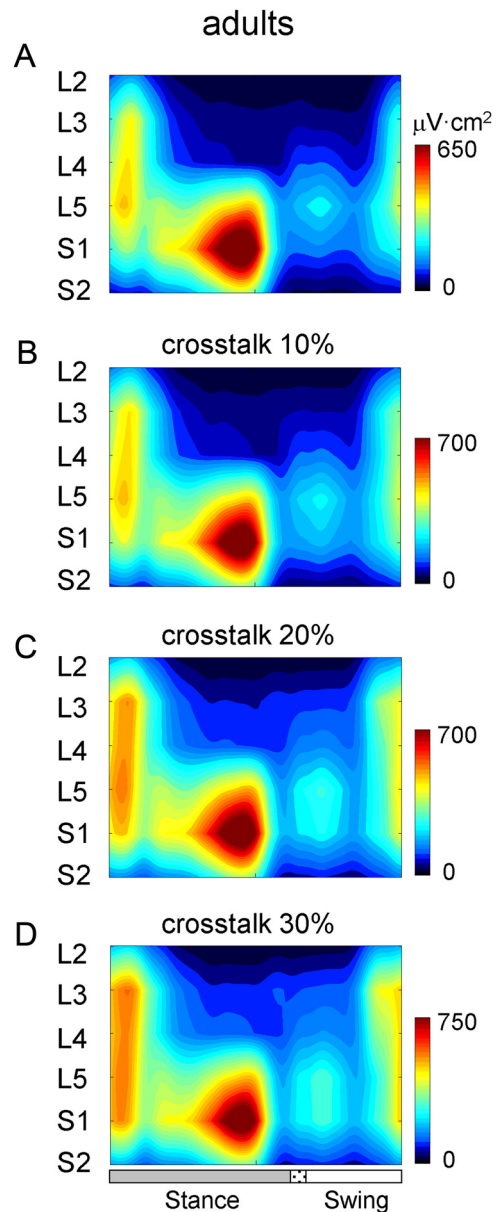 adults
A
L2
L3
L4
L5
S1
S2
μV·cm²
650
0
B
crosstalk 10%
L2
L3
L4
L5
S1
S2
700
0
C
crosstalk 20%
L2
L3
L4
L5
S1
S2
700
0
D
crosstalk 30%
L2
L3
L4
L5
S1
S2
750
0
Stance Swing